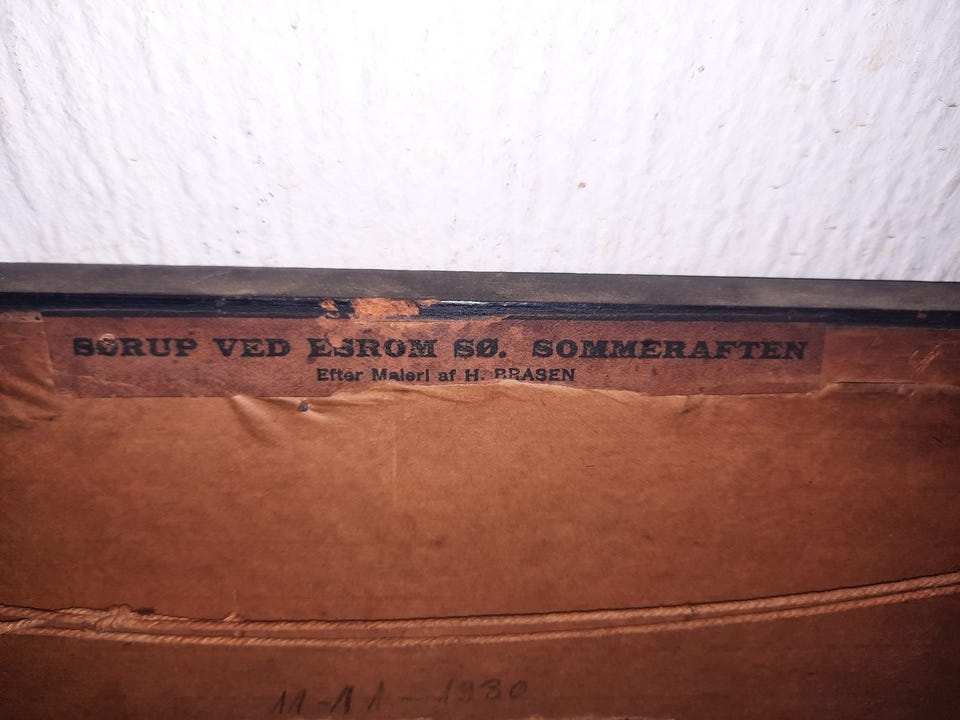 SØRUP VED ESROM SØ. SOMMERAFTEN
Efter Maleri af H. BRASEN
11-11-1930